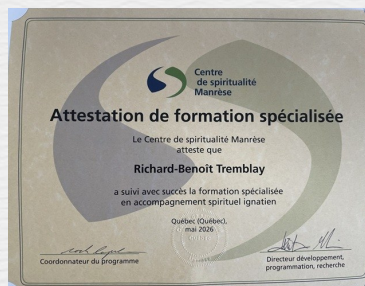 Centre
de spiritualité
Manrèse
Attestation de formation spécialisée
Le Centre de spiritualité Manrèse
atteste que
Richard-Benoît Tremblay
a suivi avec succès la formation spécialisée
en accompagnement spirituel ignatien
Québec (Québec),
mai 2026
Coordonnateur du programme
Directeur développement,
programmation, recherche